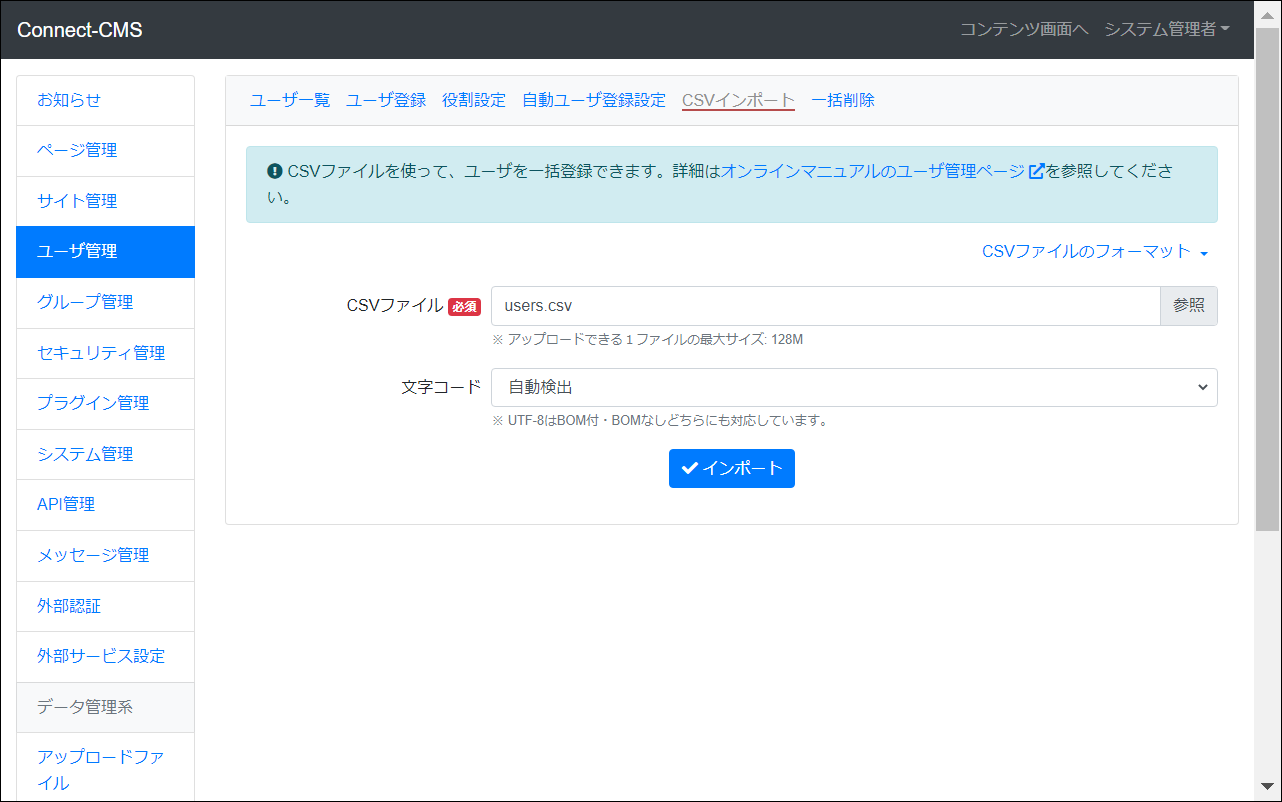 Connect-CMS
コンテンツ画面へ システム管理者
お知らせ
ページ管理
サイト管理
ユーザ管理
グループ管理
セキュリティ管理
プラグイン管理
システム管理
API管理
メッセージ管理
外部認証
外部サービス設定
データ管理系
アップロードファ
イル
ユーザ一覧 ユーザ登録 役割設定 自動ユーザ登録設定 CSVインポート 一括削除
CSVファイルを使って、ユーザを一括登録できます。詳細はオンラインマニュアルのユーザ管理ページを参照してくださ
い。
CSVファイルのフォーマット
CSVファイル 必須 users.csv 参照
※ アップロードできる１ファイルの最大サイズ: 128M
文字コード 自動検出
※ UTF-8はBOM付・BOMなしどちらにも対応しています。
インポート